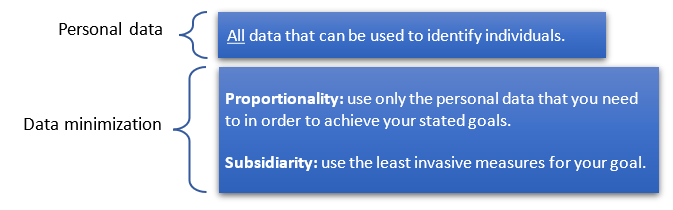 Personal data
All data that can be used to identify individuals.
Data minimization
Proportionality: use only the personal data that you need
to in order to achieve your stated goals.
Subsidiarity: use the least invasive measures for your goal.